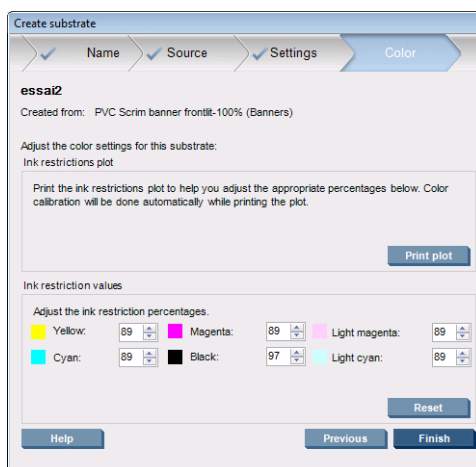 Create substrate
Name Source Settings Color
essai2
Created from: PVC Scrim banner frontlit-100% (Banners)
Adjust the color settings for this substrate:
Ink restrictions plot
Print the ink restrictions plot to help you adjust the appropriate percentages below. Color
calibration will be done automatically while printing the plot.
Print plot
Ink restriction values
Adjust the ink restriction percentages.
Yellow: 89 Magenta: 89 Light magenta: 89
Cyan: 89 Black: 97 Light cyan: 89
Reset
Help Previous Finish